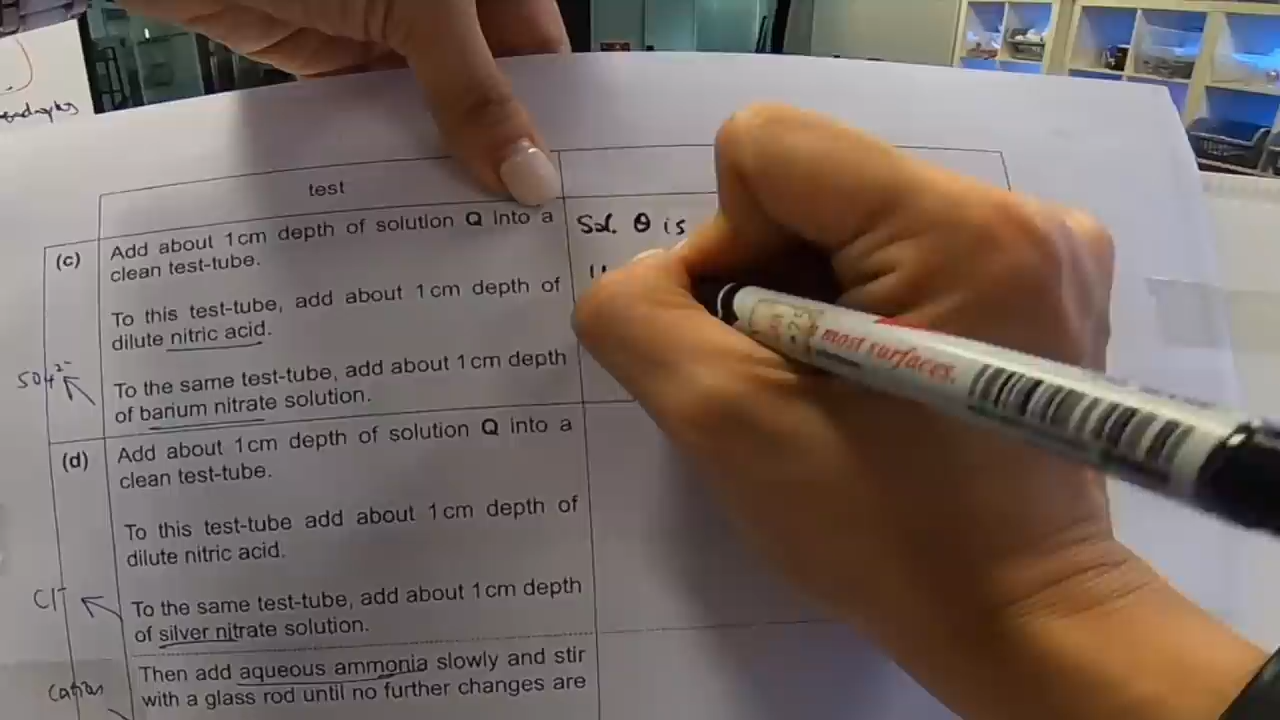 test
(c)
Add about 1 cm depth of solution Q into a
clean test-tube.
To this test-tube, add about 1 cm depth of
dilute nitric acid.
To the same test-tube, add about 1 cm depth
of barium nitrate solution.
SO4 2-
Sol. Q is
(d)
Add about 1 cm depth of solution Q into a
clean test-tube.
To this test-tube add about 1 cm depth of
dilute nitric acid.
To the same test-tube, add about 1 cm depth
of silver nitrate solution.
Cl-
Then add aqueous ammonia slowly and stir
with a glass rod until no further changes are
cation
most surfaces.